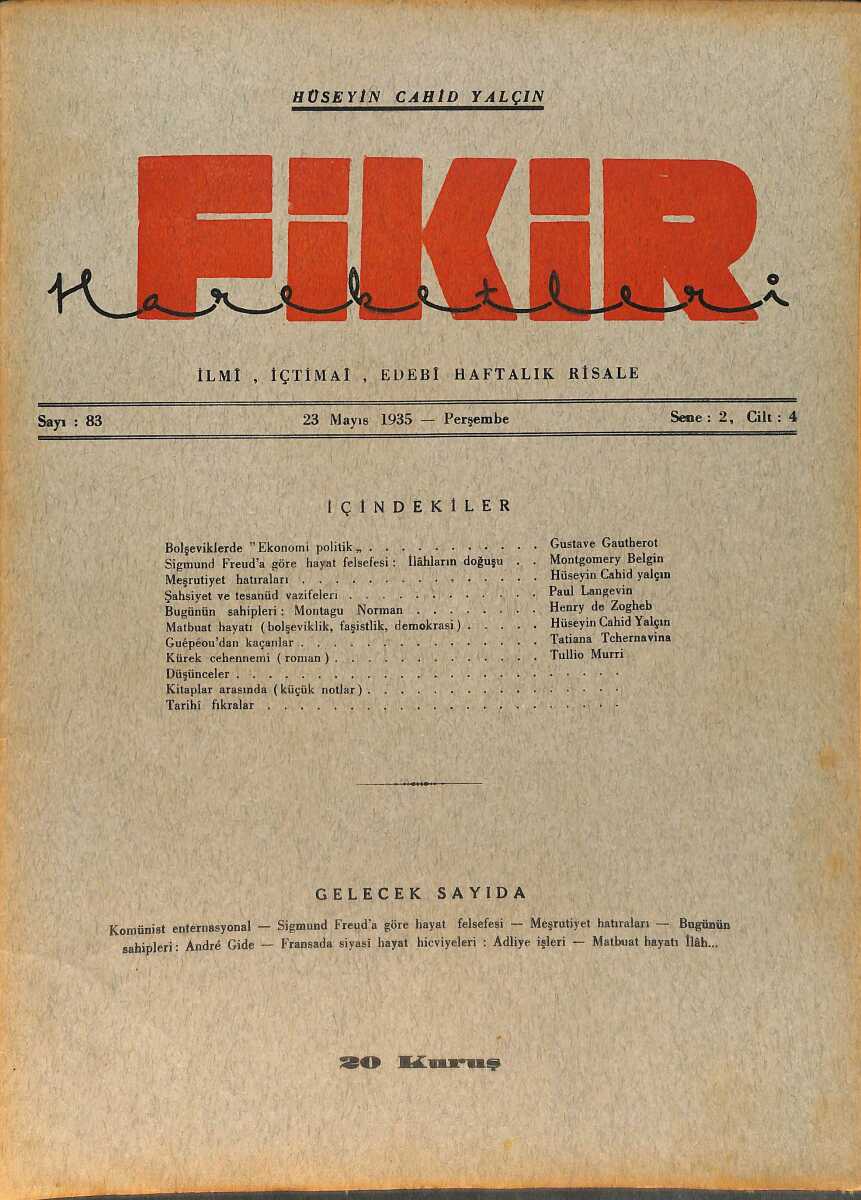 HÜSEYİN CAHİD YALÇIN
FİKİR
Hareketleri
İLMÎ , İÇTİMAÎ , EDEBÎ HAFTALIK RİSALE
Sayı : 83 23 Mayıs 1935 — Perşembe Sene : 2, Cilt : 4
İÇİNDEKİLER
Bolşeviklerde "Ekonomi politik„ . . . . . . . . . . . Gustave Gautherot
Sigmund Freud'a göre hayat felsefesi : İlâhların doğuşu . . Montgomery Belgin
Meşrutiyet hatıraları . . . . . . . . . . . . . . Hüseyin Cahid yalçın
Şahsiyet ve tesanüd vazifeleri . . . . . . . . . . . Paul Langevin
Bugünün sahipleri : Montagu Norman . . . . . . . . Henry de Zogheb
Matbuat hayatı (bolşeviklik, faşistlik, demokrasi) . . . . . Hüseyin Cahid Yalçın
Guépéou'dan kaçanlar . . . . . . . . . . . . . . Tatiana Tchernavina
Kürek cehennemi (roman) . . . . . . . . . . . . Tullio Murri
Düşünceler . . . . . . . . . . . . . . . . . . . . . .
Kitaplar arasında (küçük notlar) . . . . . . . . . . . . . .
Tarihî fıkralar . . . . . . . . . . . . . . . . . . . .
GELECEK SAYIDA
Komünist enternasyonal — Sigmund Freud'a göre hayat felsefesi — Meşrutiyet hatıraları — Bugünün
sahipleri : André Gide — Fransada siyasî hayat hicviyeleri : Adliye işleri — Matbuat hayatı İlâh...
20 Kuruş